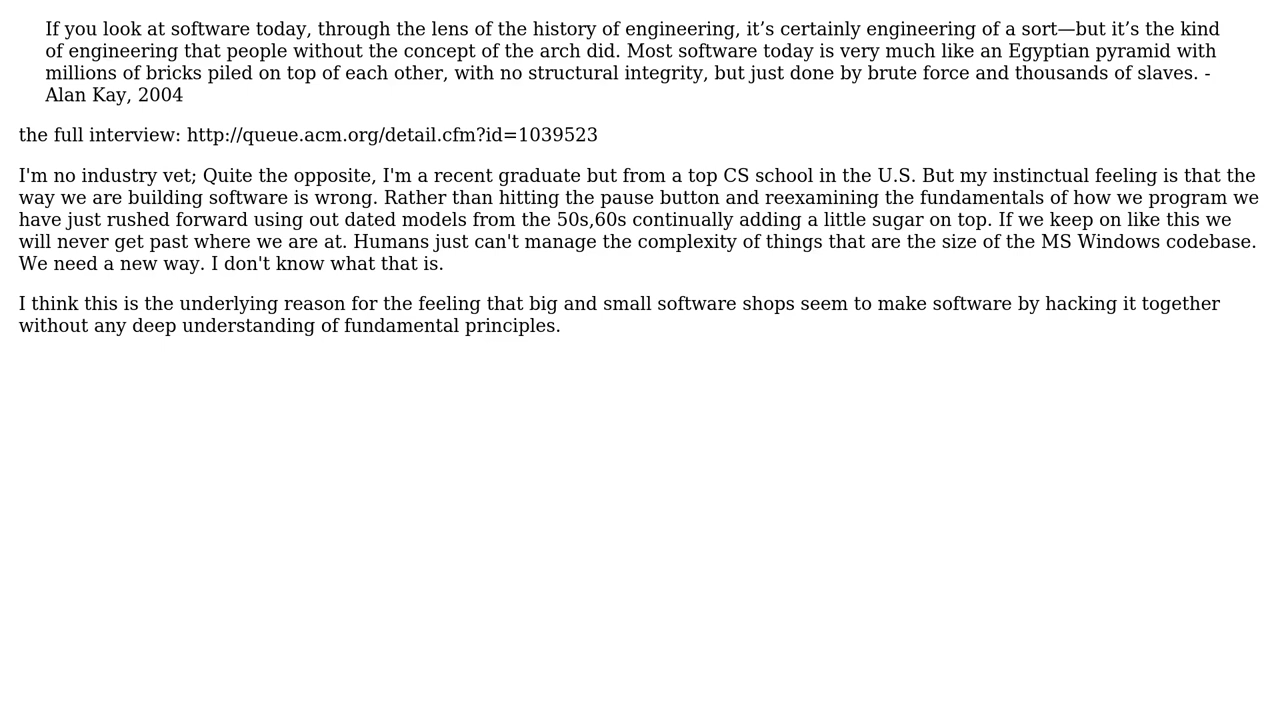 If you look at software today, through the lens of the history of engineering, it’s certainly engineering of a sort—but it’s the kind
of engineering that people without the concept of the arch did. Most software today is very much like an Egyptian pyramid with
millions of bricks piled on top of each other, with no structural integrity, but just done by brute force and thousands of slaves. -
Alan Kay, 2004
the full interview: http://queue.acm.org/detail.cfm?id=1039523
I'm no industry vet; Quite the opposite, I'm a recent graduate but from a top CS school in the U.S. But my instinctual feeling is that the
way we are building software is wrong. Rather than hitting the pause button and reexamining the fundamentals of how we program we
have just rushed forward using out dated models from the 50s,60s continually adding a little sugar on top. If we keep on like this we
will never get past where we are at. Humans just can't manage the complexity of things that are the size of the MS Windows codebase.
We need a new way. I don't know what that is.
I think this is the underlying reason for the feeling that big and small software shops seem to make software by hacking it together
without any deep understanding of fundamental principles.